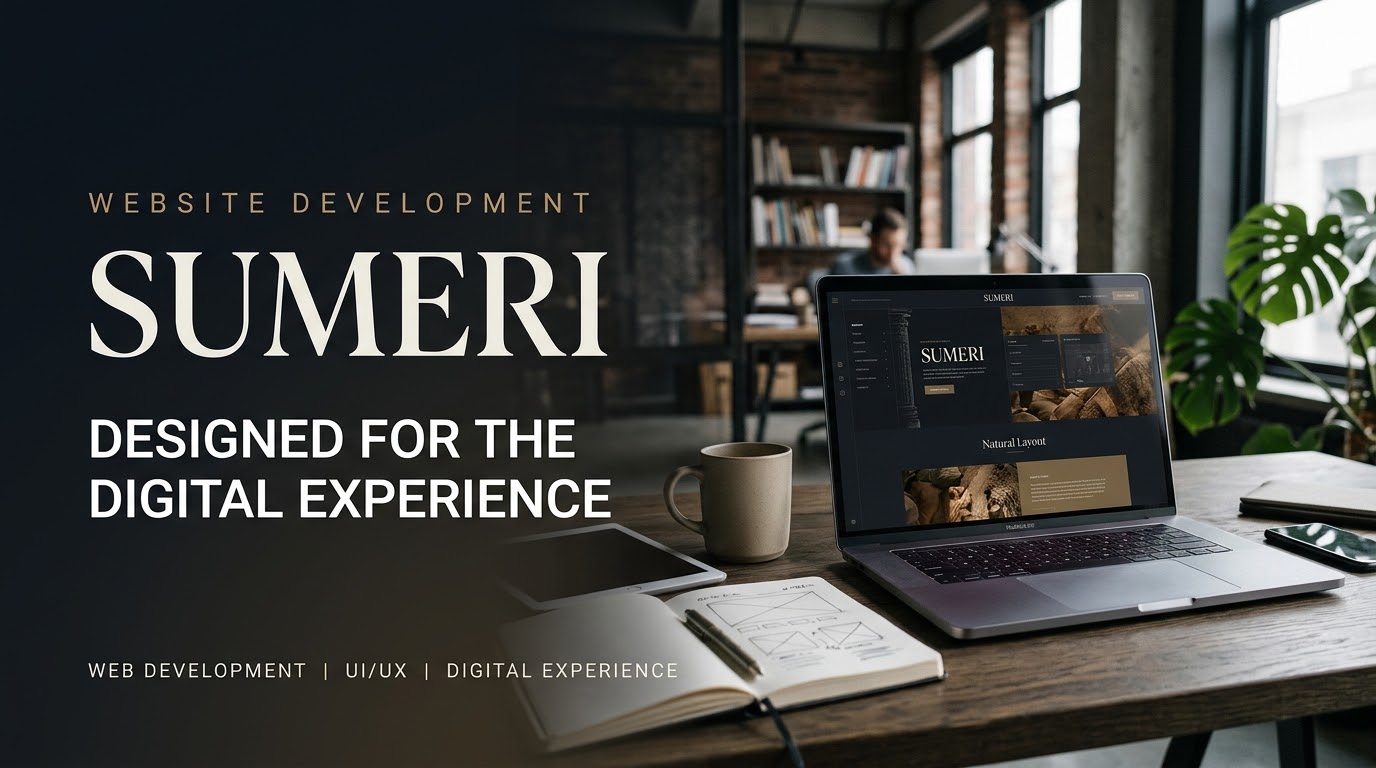 WEBSITE DEVELOPMENT
SUMERI
DESIGNED FOR THE
DIGITAL EXPERIENCE
WEB DEVELOPMENT | UI/UX | DIGITAL EXPERIENCE
SUMERI
SUMERI
Natural Layout